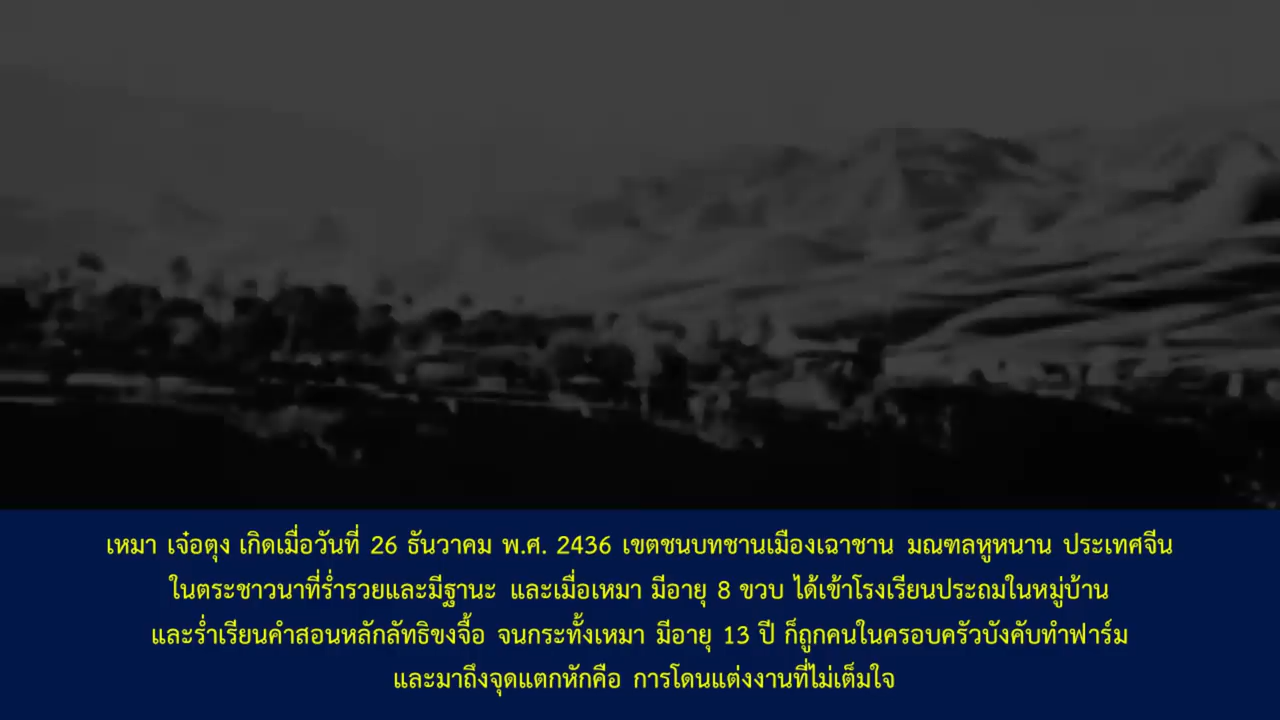 เหมา เจ๋อตุง เกิดเมื่อวันที่ 26 ธันวาคม พ.ศ. 2436 เขตชนบทชานเมืองเฉาชาน มณฑลหูหนาน ประเทศจีน
ในตระชาวนาที่ร่ำรวยและมีฐานะ และเมื่อเหมา มีอายุ 8 ขวบ ได้เข้าโรงเรียนประถมในหมู่บ้าน
และร่ำเรียนคำสอนหลักลัทธิขงจื้อ จนกระทั้งเหมา มีอายุ 13 ปี ก็ถูกคนในครอบครัวบังคับทำฟาร์ม
และมาถึงจุดแตกหักคือ การโดนแต่งงานที่ไม่เต็มใจ